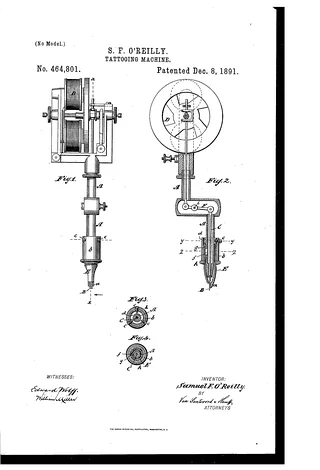 (No Model.)
S. F. O'REILLY.
TATTOOING MACHINE.
No. 464,801.
Patented Dec. 8, 1891.
Fig. 1.
Fig. 2.
Fig. 3.
Fig. 4.
WITNESSES:
Edward Wolff.
William Miller
INVENTOR:
Samuel F. O'Reilly.
BY
Van Santvoord & Hauff
ATTORNEYS